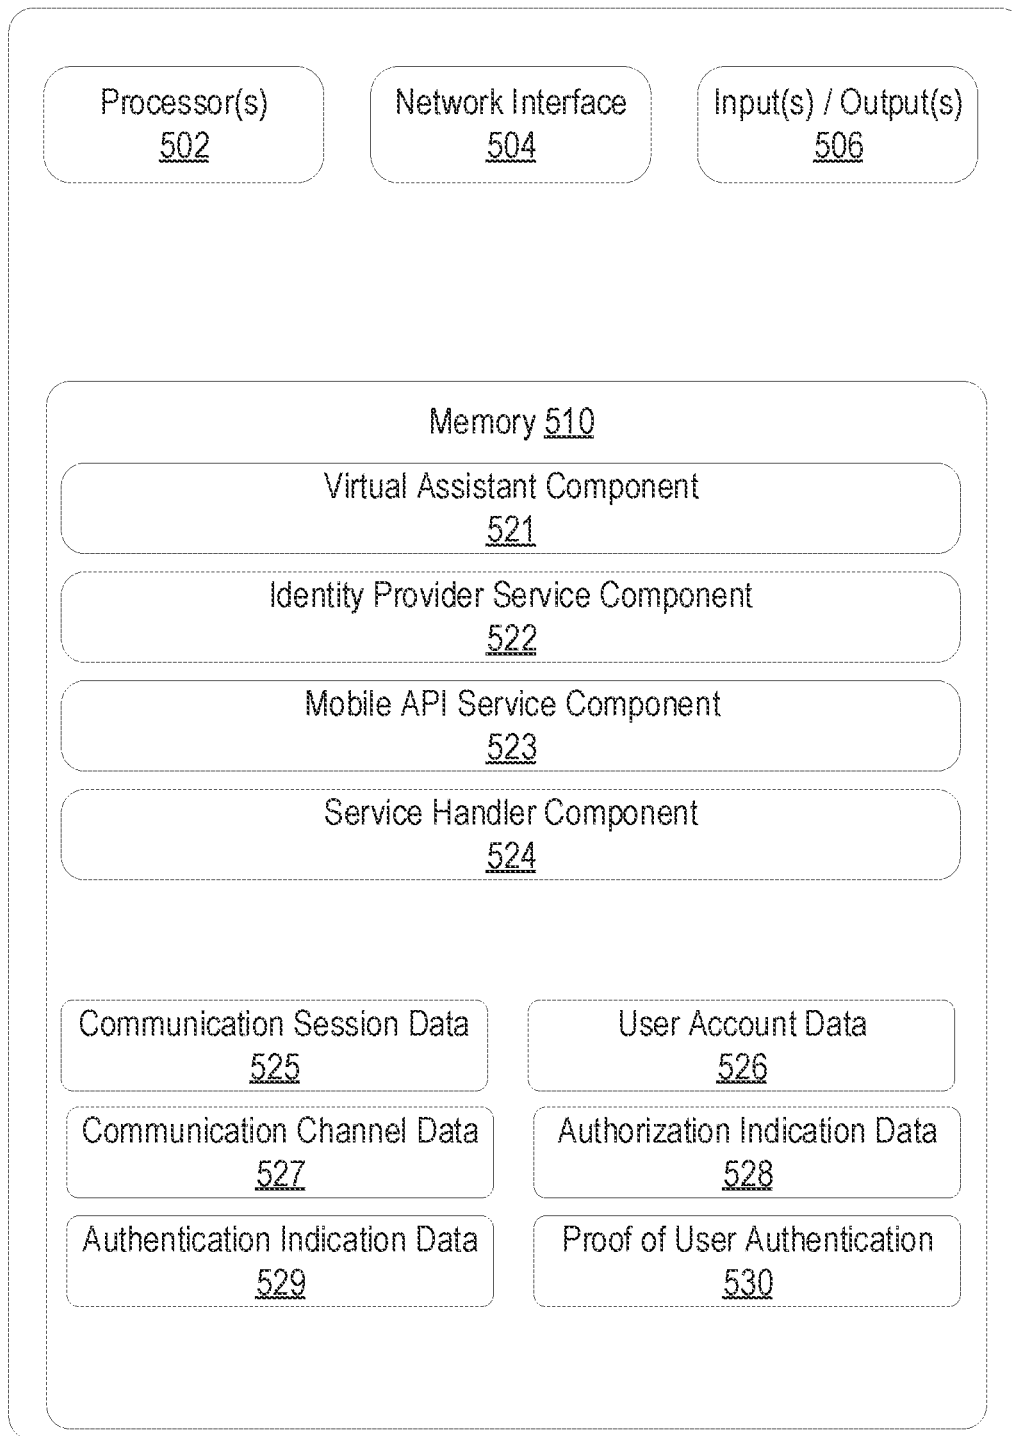 Processor(s)
502
Network Interface
504
Input(s) / Output(s)
506
Memory 510
Virtual Assistant Component
521
Identity Provider Service Component
522
Mobile API Service Component
523
Service Handler Component
524
Communication Session Data
525
User Account Data
526
Communication Channel Data
527
Authorization Indication Data
528
Authentication Indication Data
529
Proof of User Authentication
530